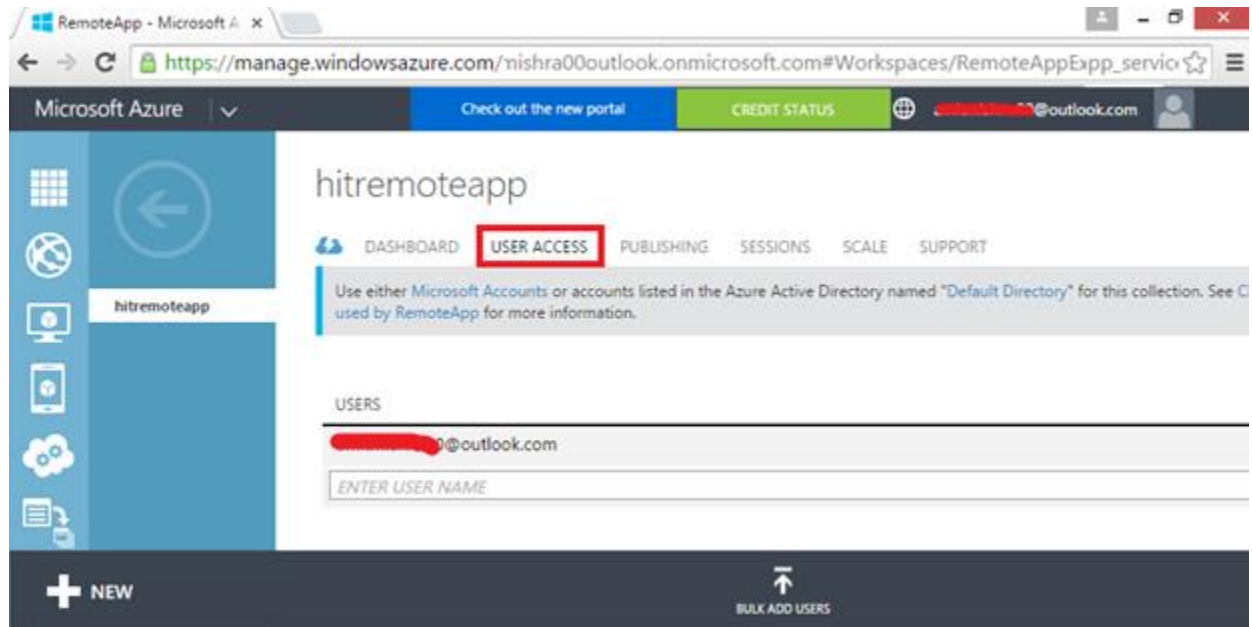 RemoteApp - Microsoft A
https://manage.windowsazure.com/nishra00outlook.onmicrosoft.com#Workspaces/RemoteAppExpp_servic
Microsoft Azure Check out the new portal CREDIT STATUS @outlook.com
hitremoteapp
DASHBOARD USER ACCESS PUBLISHING SESSIONS SCALE SUPPORT
Use either Microsoft Accounts or accounts listed in the Azure Active Directory named "Default Directory" for this collection. See C
used by RemoteApp for more information.
hitremoteapp
USERS
0@outlook.com
ENTER USER NAME
NEW
BULK ADD USERS